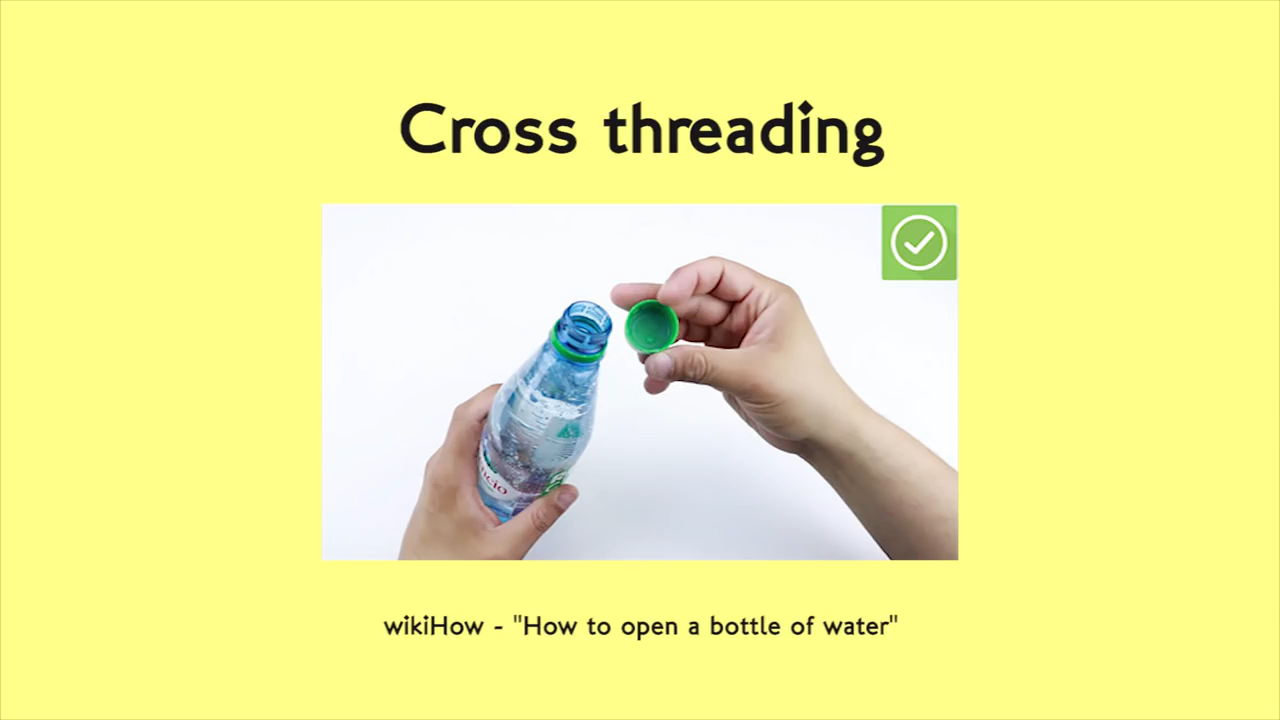 Cross threading
wikiHow - "How to open a bottle of water"